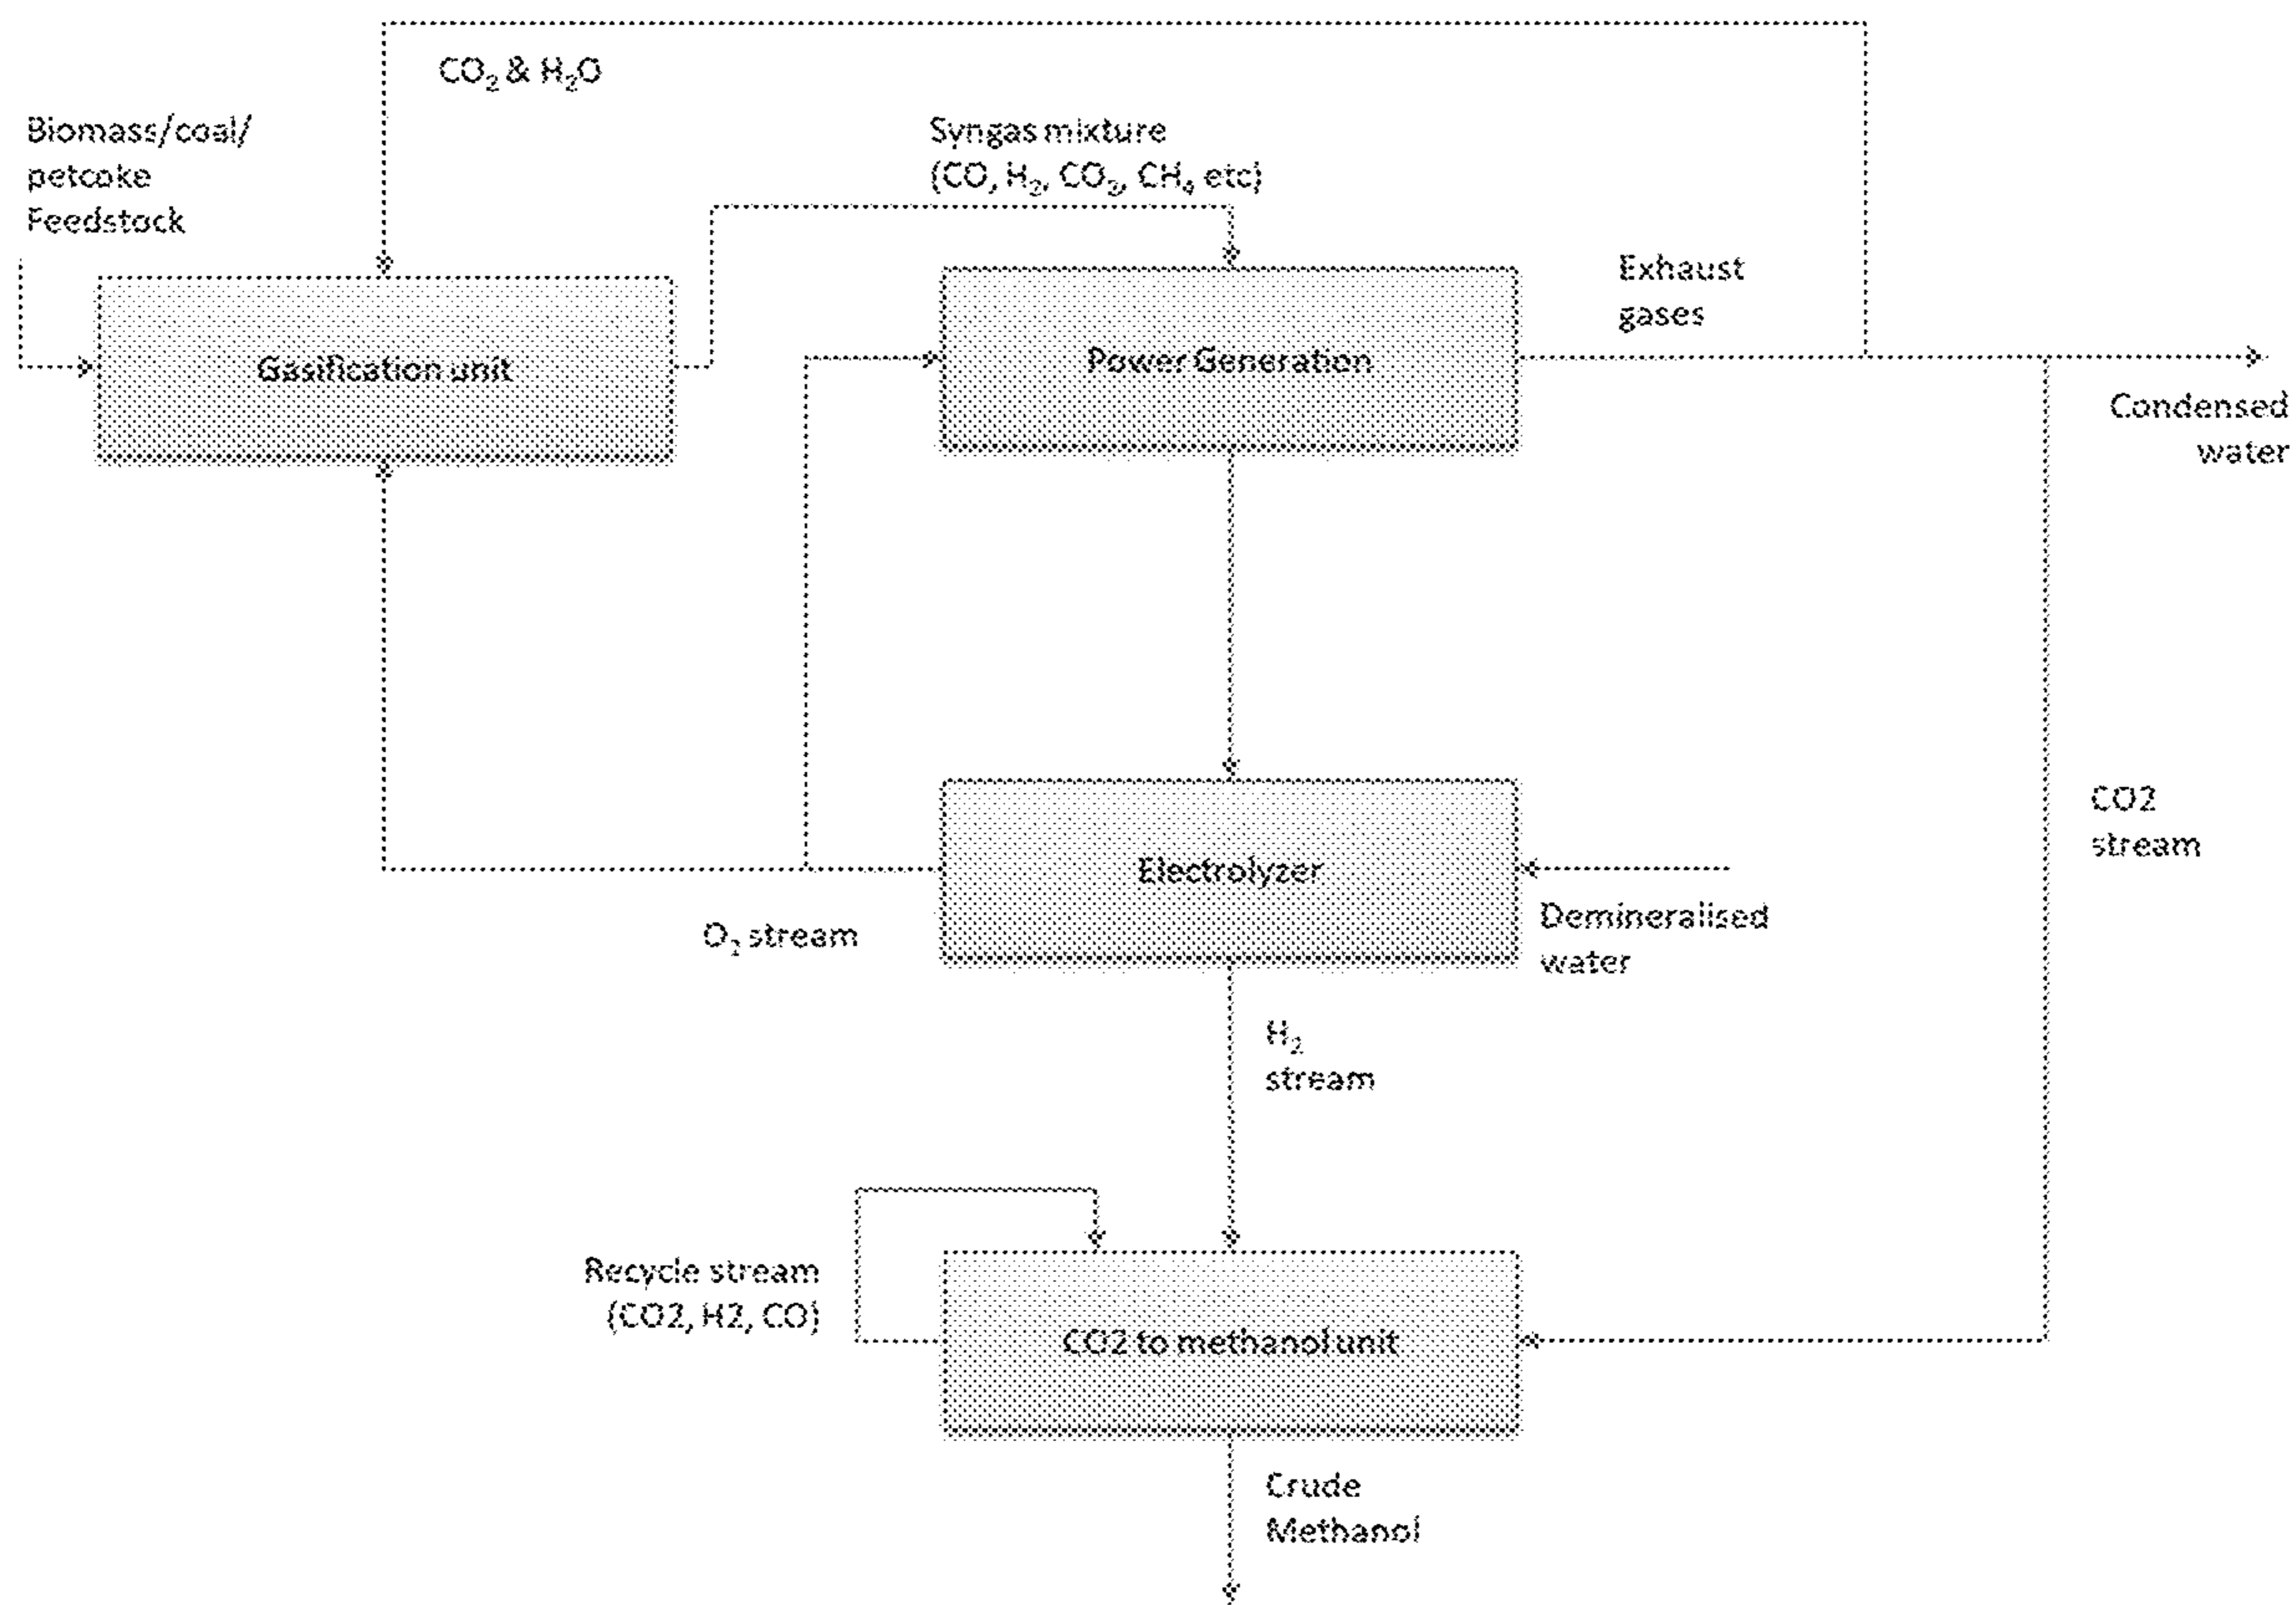 CO₂ & H₂O
Biomass/coal/
petcoke
Feedstock
Syngas mixture
(CO, H₂, CO₂, CH₄ etc)
Exhaust
gases
Gasification unit
Power Generation
Condensed
water
CO2
stream
Electrolyzer
O₂ stream
Demineralised
water
H₂
stream
Recycle stream
(CO2, H2, CO)
CO2 to methanol unit
Crude
Methanol